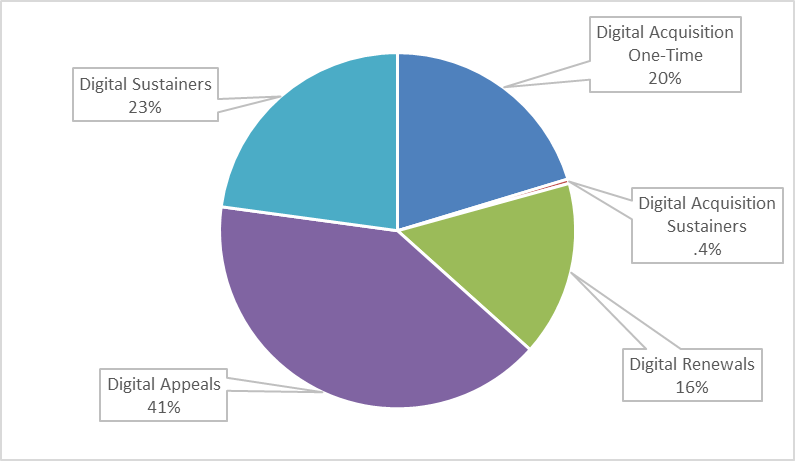 Digital Acquisition
One-Time
20%
Digital Sustainers
23%
Digital Acquisition
Sustainers
.4%
Digital Renewals
16%
Digital Appeals
41%